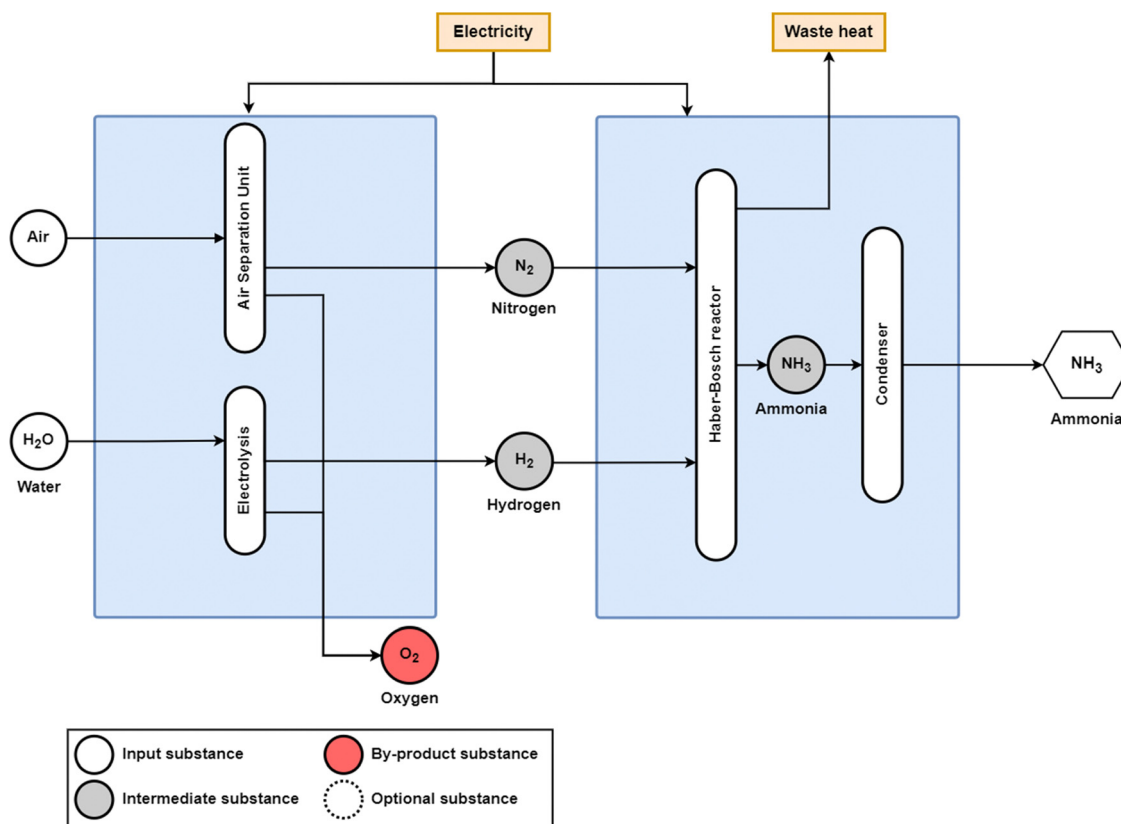 Electricity
Waste heat
Air Separation Unit
Air
N₂
Nitrogen
Haber-Bosch reactor
Condenser
NH₃
Ammonia
NH₃
Ammonia
H₂O
Water
Electrolysis
H₂
Hydrogen
O₂
Oxygen
Input substance
By-product substance
Intermediate substance
Optional substance